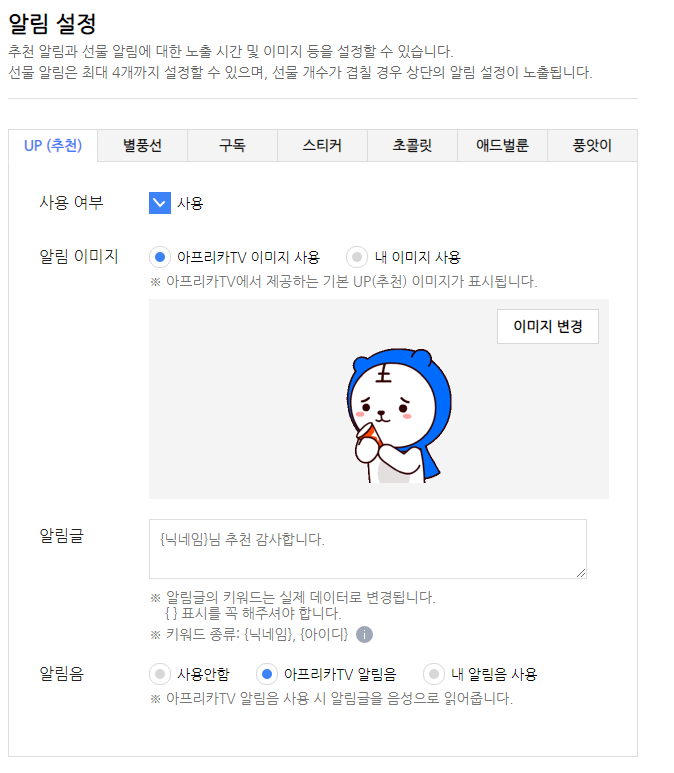 알림 설정
추천 알림과 선물 알림에 대한 노출 시간 및 이미지 등을 설정할 수 있습니다.
선물 알림은 최대 4개까지 설정할 수 있으며, 선물 개수가 겹칠 경우 상단의 알림 설정이 노출됩니다.
UP (추천) 별풍선 구독 스티커 초콜릿 애드벌룬 풍앗이
사용 여부 사용
알림 이미지 아프리카TV 이미지 사용 내 이미지 사용
※ 아프리카TV에서 제공하는 기본 UP(추천) 이미지가 표시됩니다.
이미지 변경
알림글 {닉네임}님 추천 감사합니다.
※ 알림글의 키워드는 실제 데이터로 변경됩니다.
{ } 표시를 꼭 해주셔야 합니다.
※ 키워드 종류: {닉네임}, {아이디} i
알림음 사용안함 아프리카TV 알림음 내 알림음 사용
※ 아프리카TV 알림음 사용 시 알림글을 음성으로 읽어줍니다.